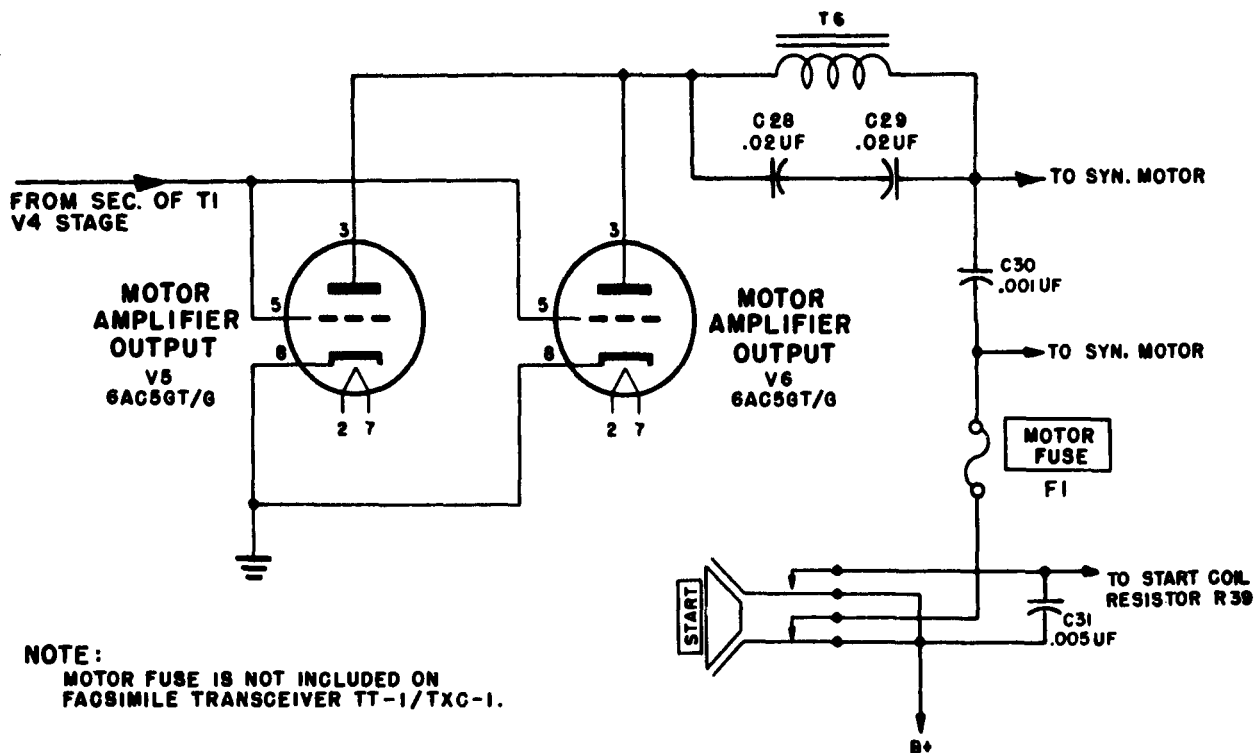 T6
C28
.02UF
C29
.02UF
TO SYN. MOTOR
FROM SEC. OF T1
V4 STAGE
3
3
MOTOR
AMPLIFIER
OUTPUT
V5
6AC5GT/G
5
8
2 7
5
8
2 7
MOTOR
AMPLIFIER
OUTPUT
V6
6AC5GT/G
C30
.001UF
TO SYN. MOTOR
MOTOR
FUSE
F1
START
TO START COIL
RESISTOR R39
C31
.005UF
B+
NOTE:
MOTOR FUSE IS NOT INCLUDED ON
FACSIMILE TRANSCEIVER TT-1/TXC-1.